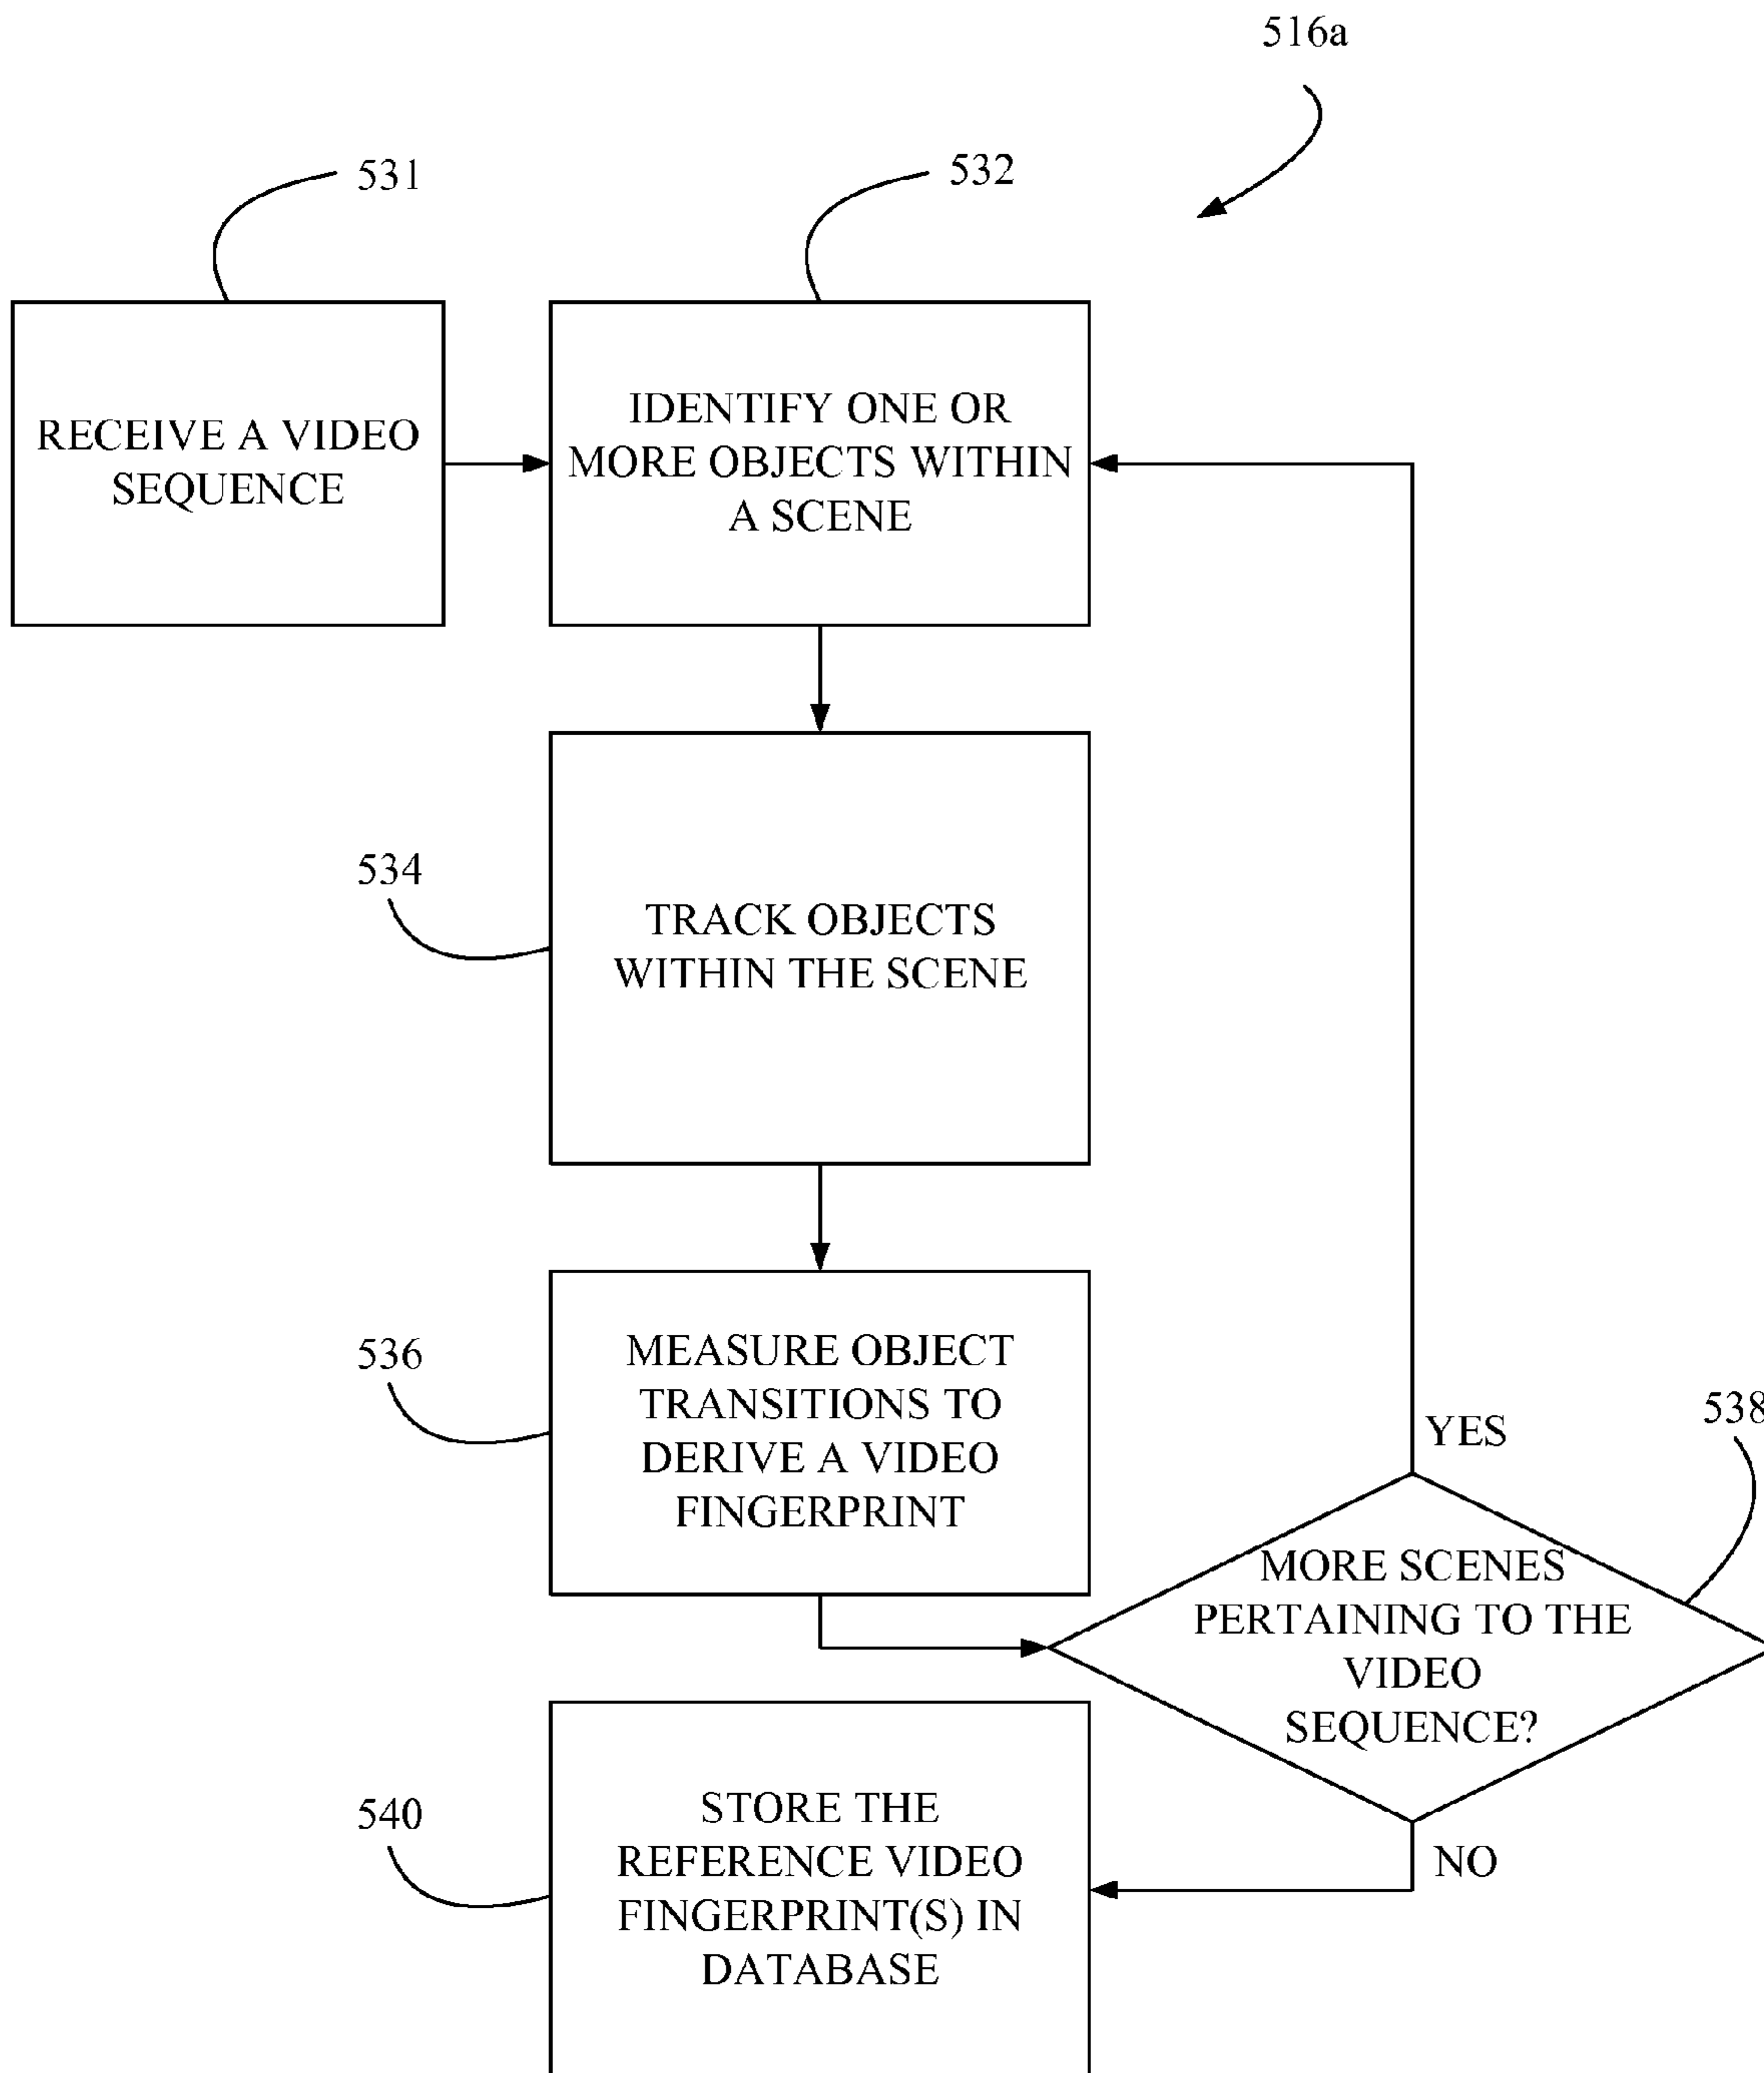 516a
531
532
RECEIVE A VIDEO
SEQUENCE
IDENTIFY ONE OR
MORE OBJECTS WITHIN
A SCENE
534
TRACK OBJECTS
WITHIN THE SCENE
536
MEASURE OBJECT
TRANSITIONS TO
DERIVE A VIDEO
FINGERPRINT
538
YES
MORE SCENES
PERTAINING TO THE
VIDEO
SEQUENCE?
NO
540
STORE THE
REFERENCE VIDEO
FINGERPRINT(S) IN
DATABASE